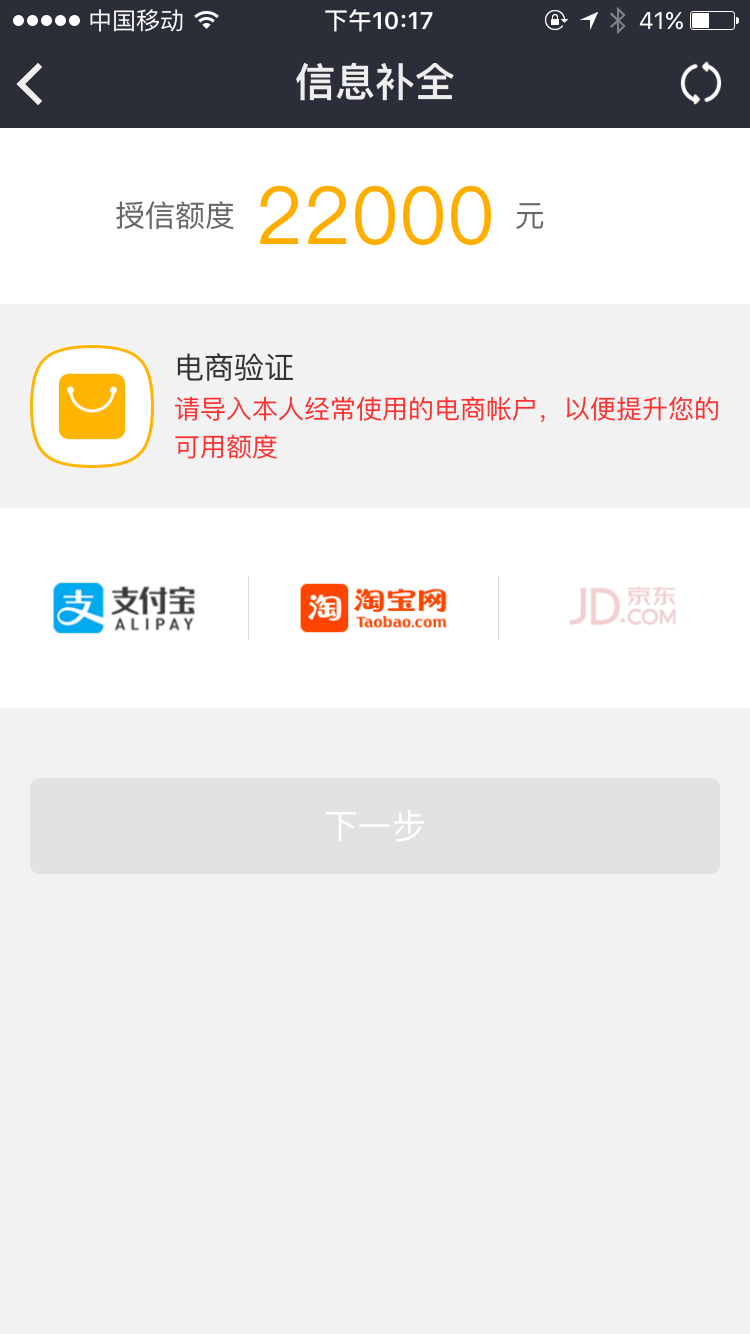 中国移动 下午10:17 41%
信息补全
授信额度 22000 元
电商验证
请导入本人经常使用的电商帐户，以便提升您的
可用额度
支 支付宝 ALIPAY
淘 淘宝网 Taobao.com
JD.COM 京东
下一步